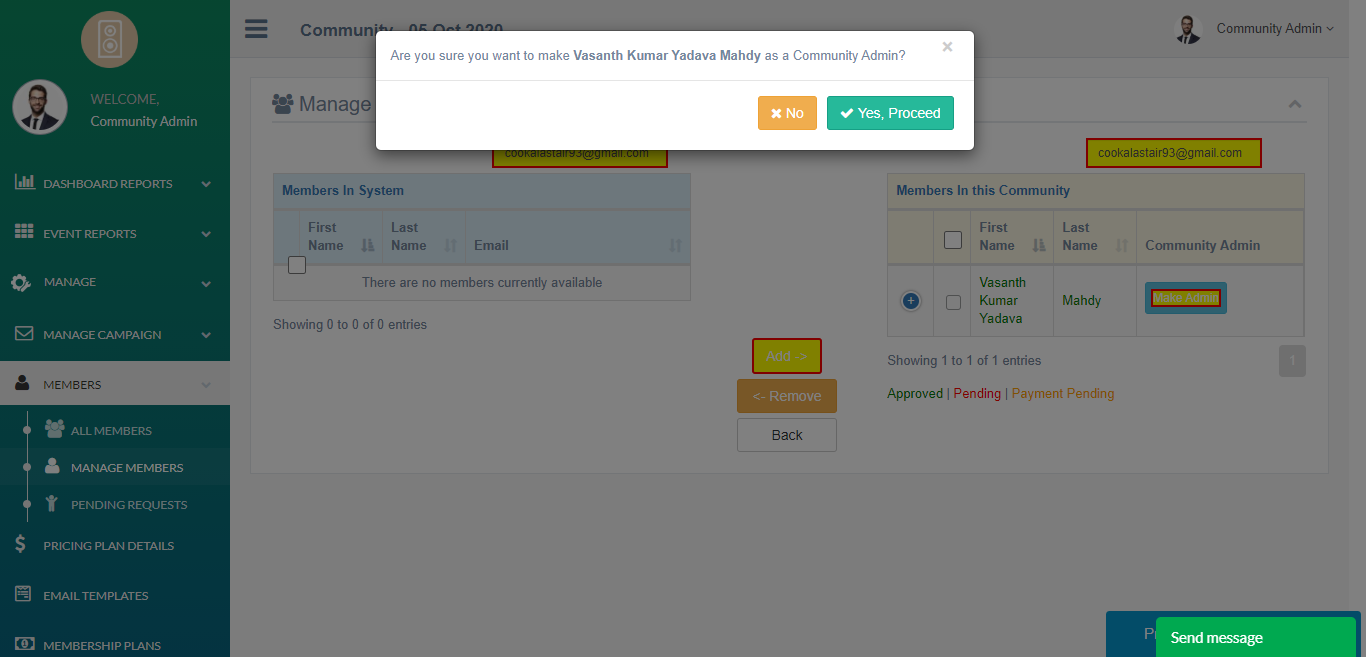 Community - 05 Oct 2020
Community Admin
Are you sure you want to make Vasanth Kumar Yadava Mahdy as a Community Admin?
×
No
Yes, Proceed
WELCOME,
Community Admin
DASHBOARD REPORTS
EVENT REPORTS
MANAGE
MANAGE CAMPAIGN
MEMBERS
ALL MEMBERS
MANAGE MEMBERS
PENDING REQUESTS
PRICING PLAN DETAILS
EMAIL TEMPLATES
MEMBERSHIP PLANS
Manage
cookalastair93@gmail.com
Members In System
First Name
Last Name
Email
There are no members currently available
Showing 0 to 0 of 0 entries
Add ->
<- Remove
Back
cookalastair93@gmail.com
Members In this Community
First Name
Last Name
Community Admin
Vasanth
Kumar
Yadava
Mahdy
Make Admin
Showing 1 to 1 of 1 entries
1
Approved | Pending | Payment Pending
Send message